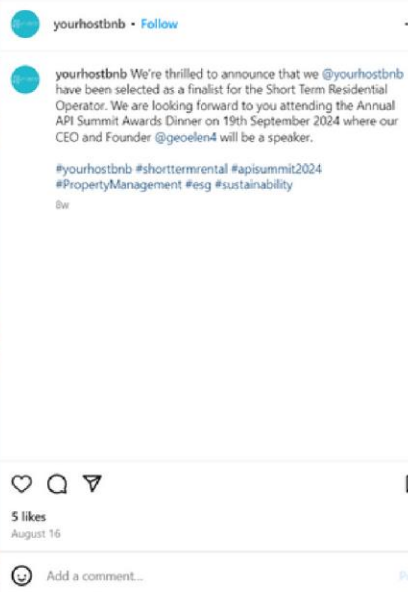 yourhostbnb • Follow
yourhostbnb We're thrilled to announce that we @yourhostbnb
have been selected as a finalist for the Short Term Residential
Operator. We are looking forward to you attending the Annual
API Summit Awards Dinner on 19th September 2024 where our
CEO and Founder @geoelen4 will be a speaker.
#yourhostbnb #shorttermrental #apisummit2024
#PropertyManagement #esg #sustainability
8w
5 likes
August 16
Add a comment...